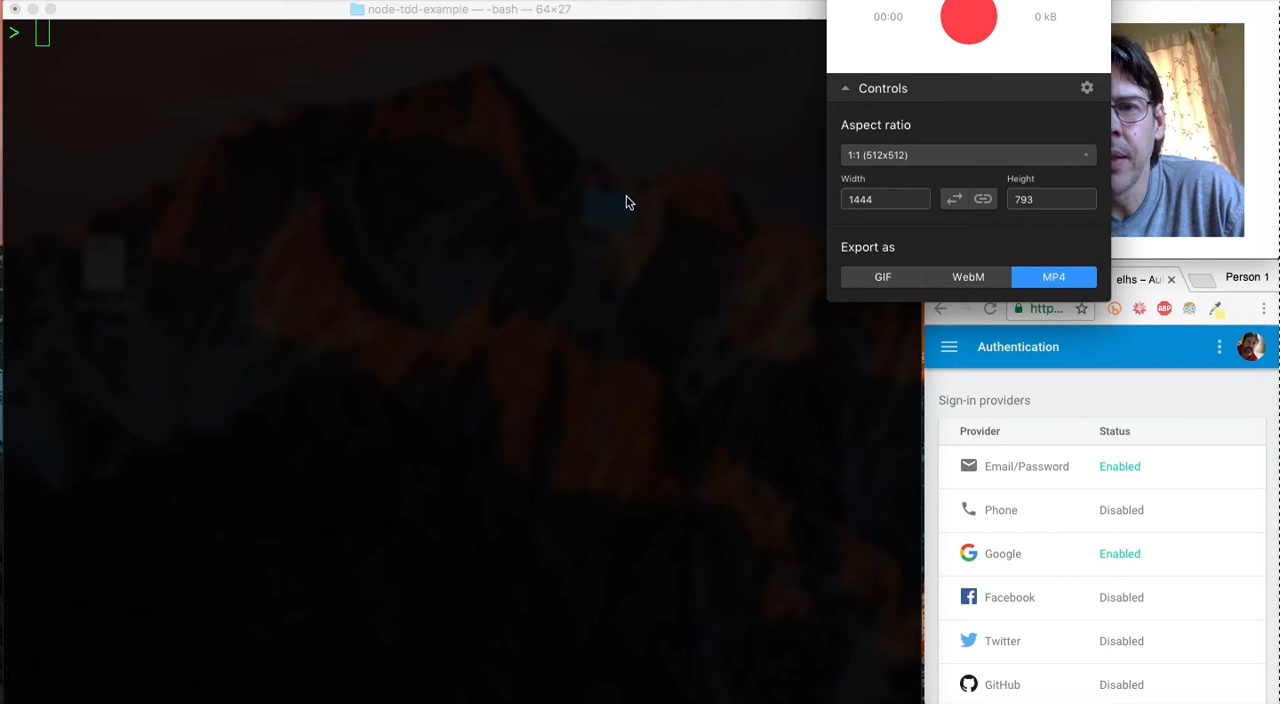 node-tdd-example — -bash — 64×27
>
00:00
0 kB
Controls
Aspect ratio
1:1 (512x512)
Width
Height
1444
793
Export as
GIF
WebM
MP4
elhs – Au
Person 1
http...
ABP
Authentication
Sign-in providers
Provider
Status
Email/Password
Enabled
Phone
Disabled
Google
Enabled
Facebook
Disabled
Twitter
Disabled
GitHub
Disabled